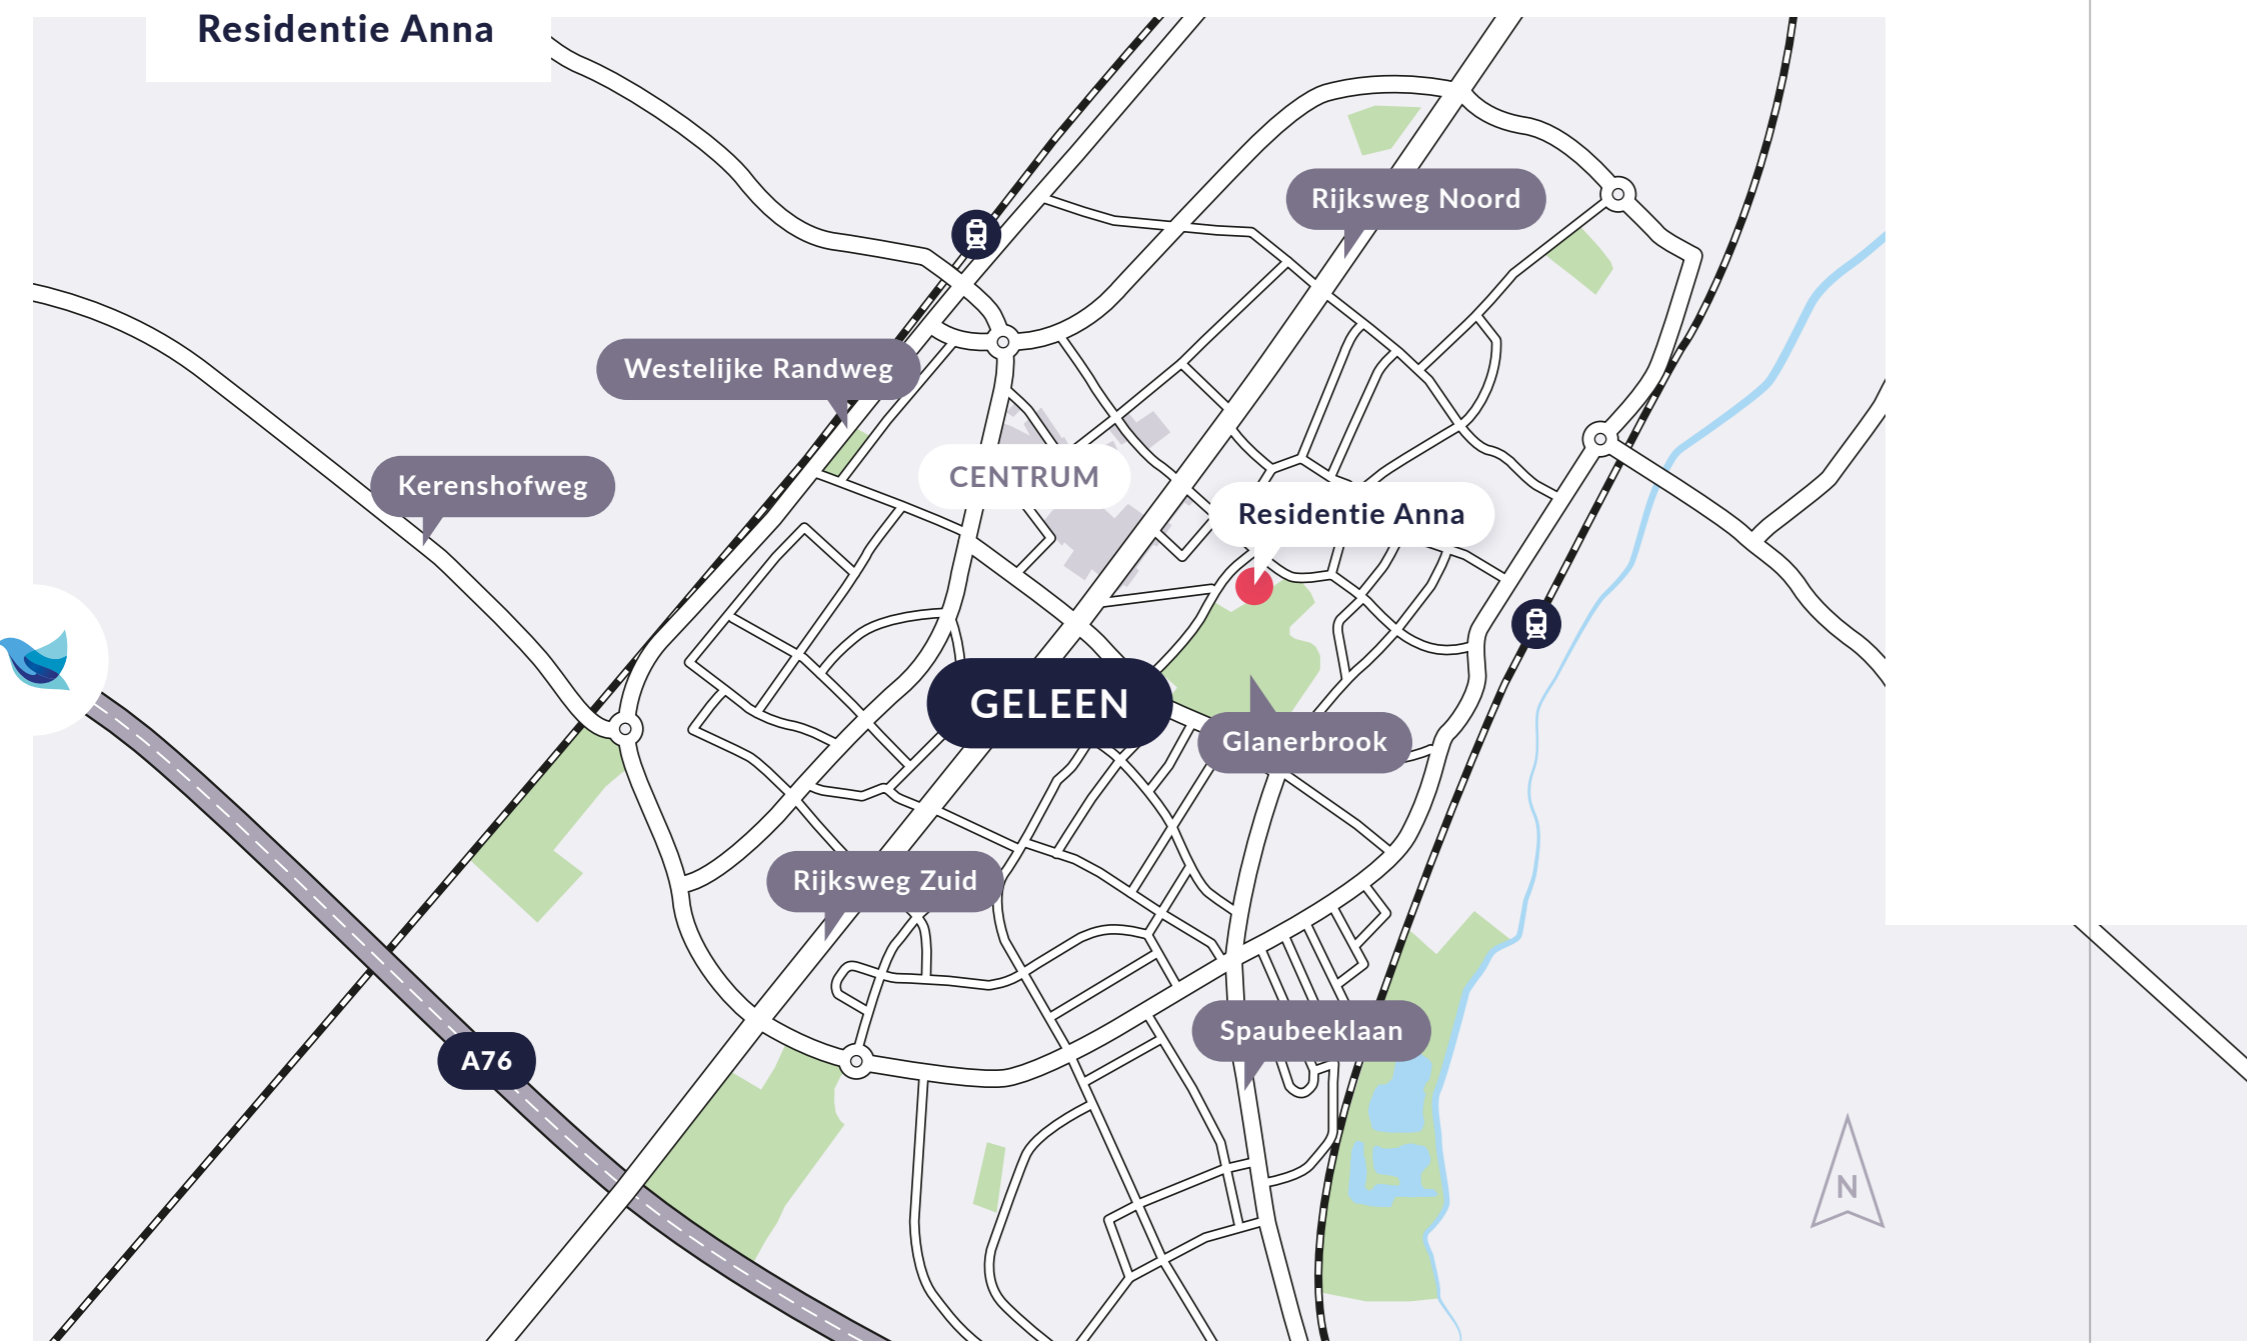 Residentie Anna
Rijksweg Noord
Westelijke Randweg
CENTRUM
Kerenshofweg
Residentie Anna
GELEEN
Glanerbrook
Rijksweg Zuid
Spaubeeklaan
A76
N